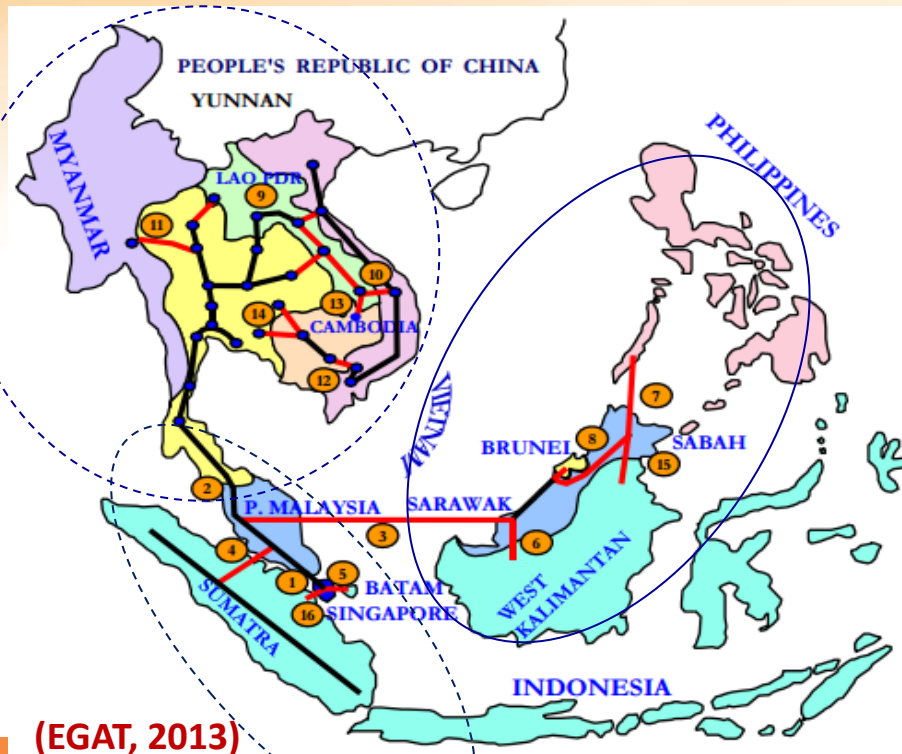 PEOPLE'S REPUBLIC OF CHINA
YUNNAN
MYANMAR
LAO PDR
9
11
10
13
14
CAMBODIA
12
VIETNAM
PHILIPPINES
7
BRUNEI
8
SABAH
15
2
P. MALAYSIA
SARAWAK
3
6
4
1
5
BATAM
SINGAPORE
16
SUMATRA
WEST
KALIMANTAN
INDONESIA
(EGAT, 2013)